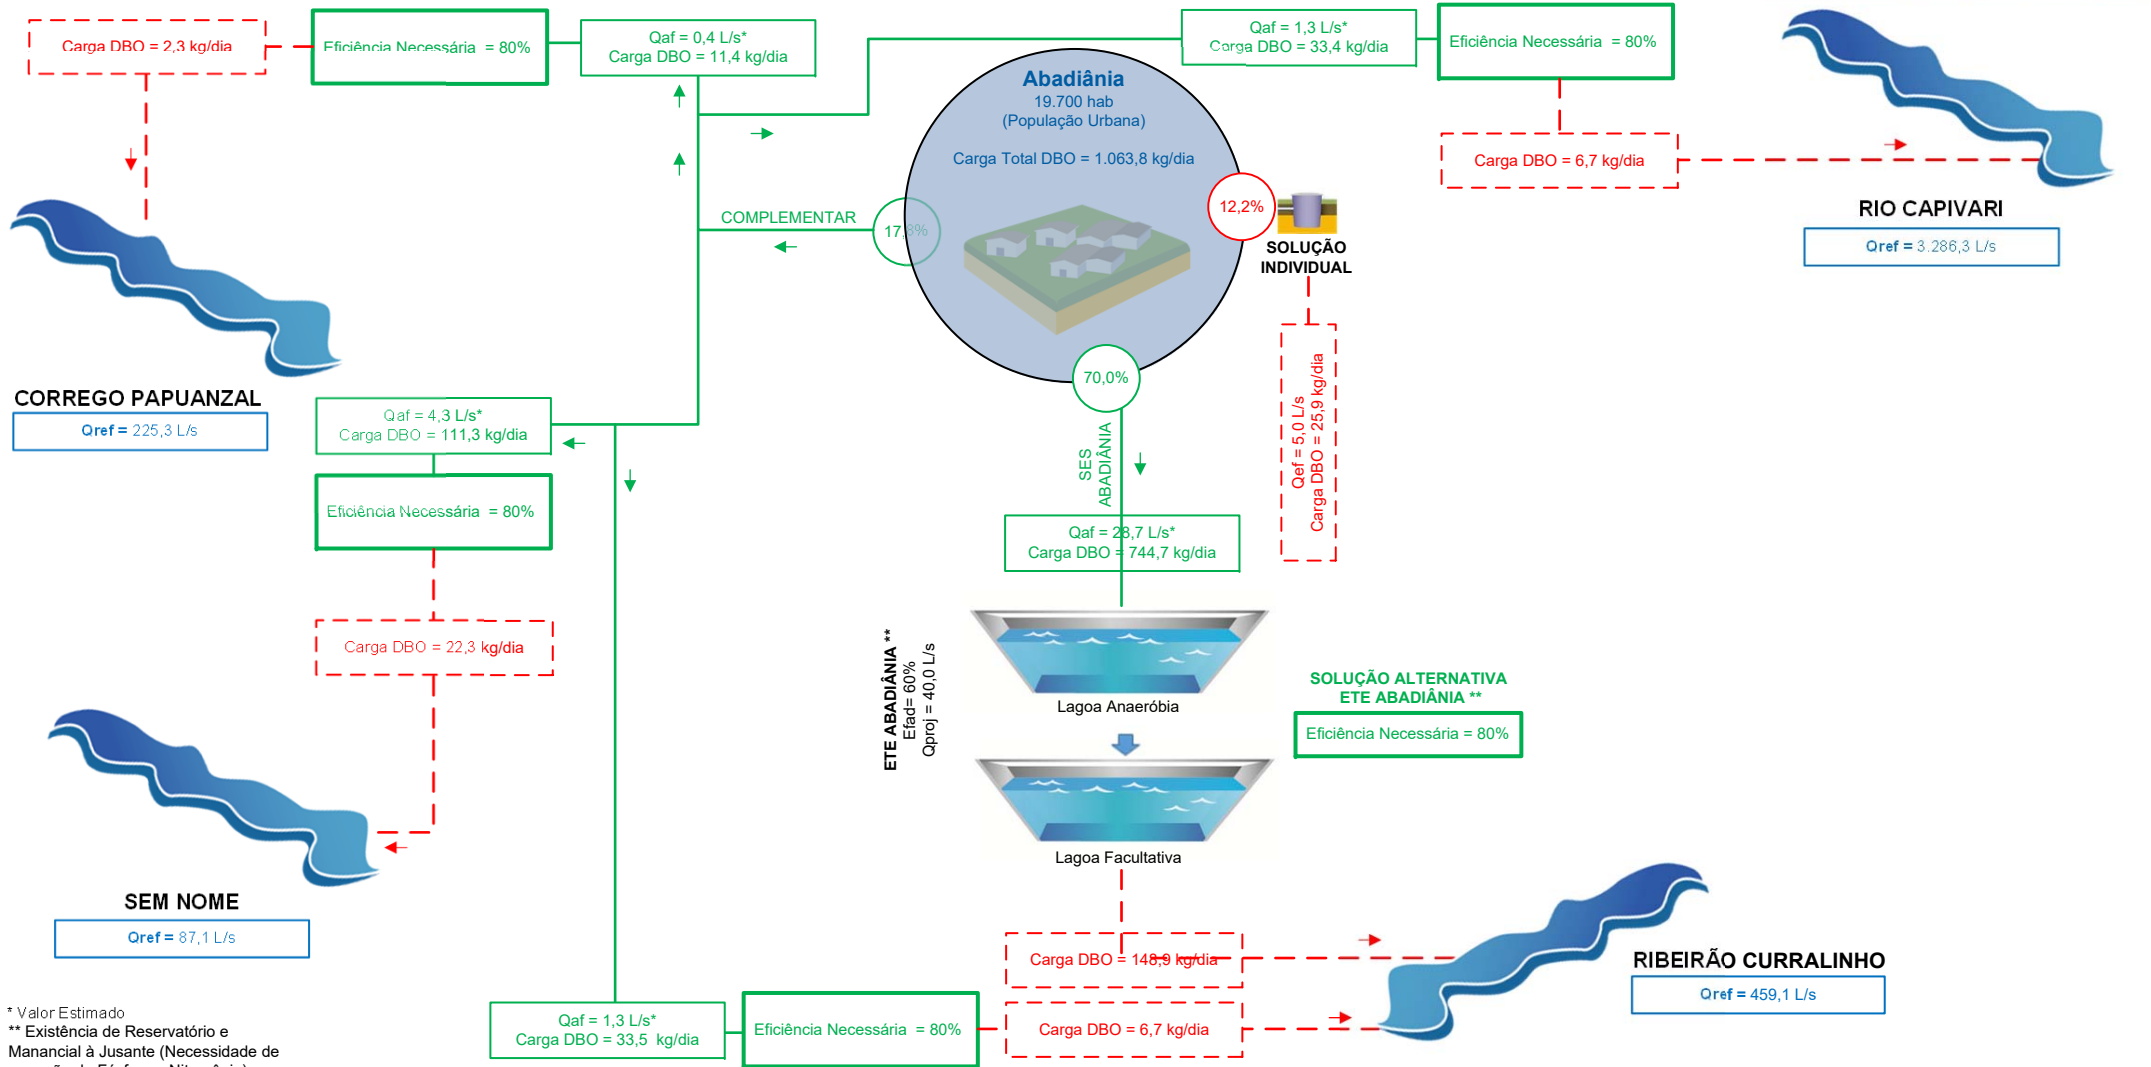 Carga DBO = 2,3 kg/dia
Eficiência Necessária = 80%
Qaf = 0,4 L/s*
Carga DBO = 11,4 kg/dia
Qaf = 1,3 L/s*
Carga DBO = 33,4 kg/dia
Eficiência Necessária = 80%
Abadiânia
19.700 hab
(População Urbana)
Carga Total DBO = 1.063,8 kg/dia
Carga DBO = 6,7 kg/dia
RIO CAPIVARI
Qref = 3.286,3 L/s
COMPLEMENTAR
17,8%
12,2%
SOLUÇÃO
INDIVIDUAL
Qef = 5,0 L/s
Carga DBO = 25,9 kg/dia
70,0%
CORREGO PAPUANZAL
Qref = 225,3 L/s
Qaf = 4,3 L/s*
Carga DBO = 111,3 kg/dia
Eficiência Necessária = 80%
SES
ABADIÂNIA
Qaf = 28,7 L/s*
Carga DBO = 744,7 kg/dia
Carga DBO = 22,3 kg/dia
ETE ABADIÂNIA **
Efad= 60%
Qproj = 40,0 L/s
Lagoa Anaeróbia
SOLUÇÃO ALTERNATIVA
ETE ABADIÂNIA **
Eficiência Necessária = 80%
Lagoa Facultativa
SEM NOME
Qref = 87,1 L/s
Carga DBO = 148,9 kg/dia
RIBEIRÃO CURRALINHO
Qref = 459,1 L/s
Qaf = 1,3 L/s*
Carga DBO = 33,5 kg/dia
Eficiência Necessária = 80%
Carga DBO = 6,7 kg/dia
* Valor Estimado
** Existência de Reservatório e
Manancial à Jusante (Necessidade de